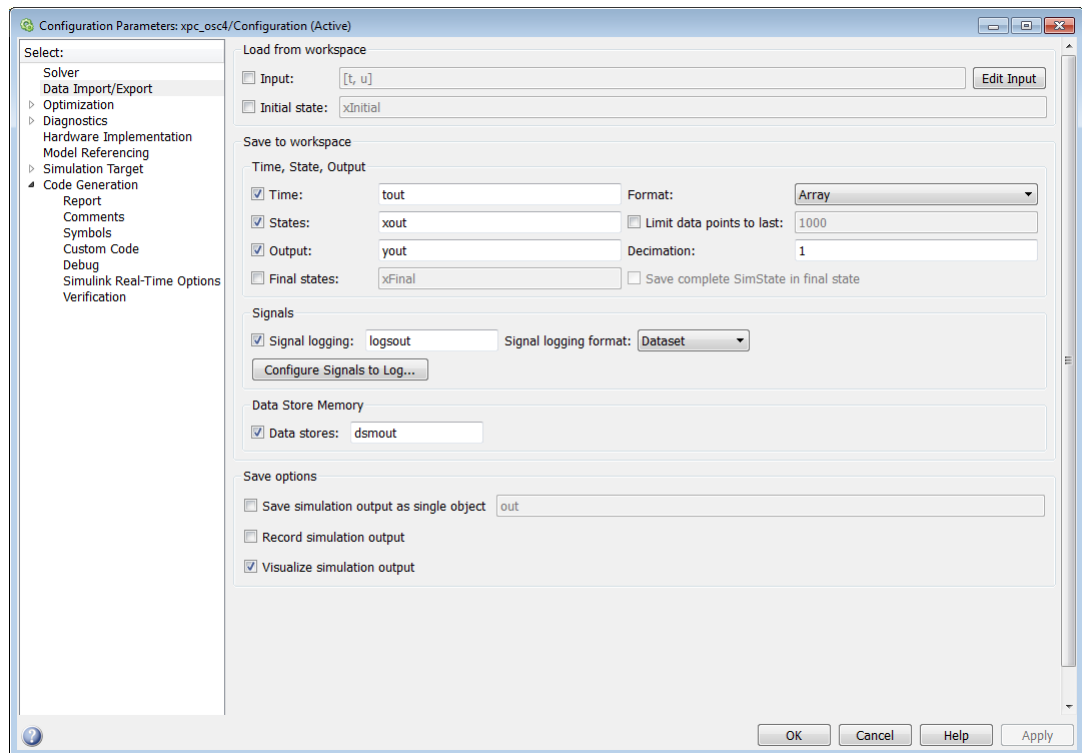 Configuration Parameters: xpc_osc4/Configuration (Active)
Select:
Solver
Data Import/Export
Optimization
Diagnostics
Hardware Implementation
Model Referencing
Simulation Target
Code Generation
Report
Comments
Symbols
Custom Code
Debug
Simulink Real-Time Options
Verification
Load from workspace
Input: [t, u] Edit Input
Initial state: xInitial
Save to workspace
Time, State, Output
Time: tout Format: Array
States: xout Limit data points to last: 1000
Output: yout Decimation: 1
Final states: xFinal Save complete SimState in final state
Signals
Signal logging: logsout Signal logging format: Dataset
Configure Signals to Log...
Data Store Memory
Data stores: dsmout
Save options
Save simulation output as single object out
Record simulation output
Visualize simulation output
? OK Cancel Help Apply